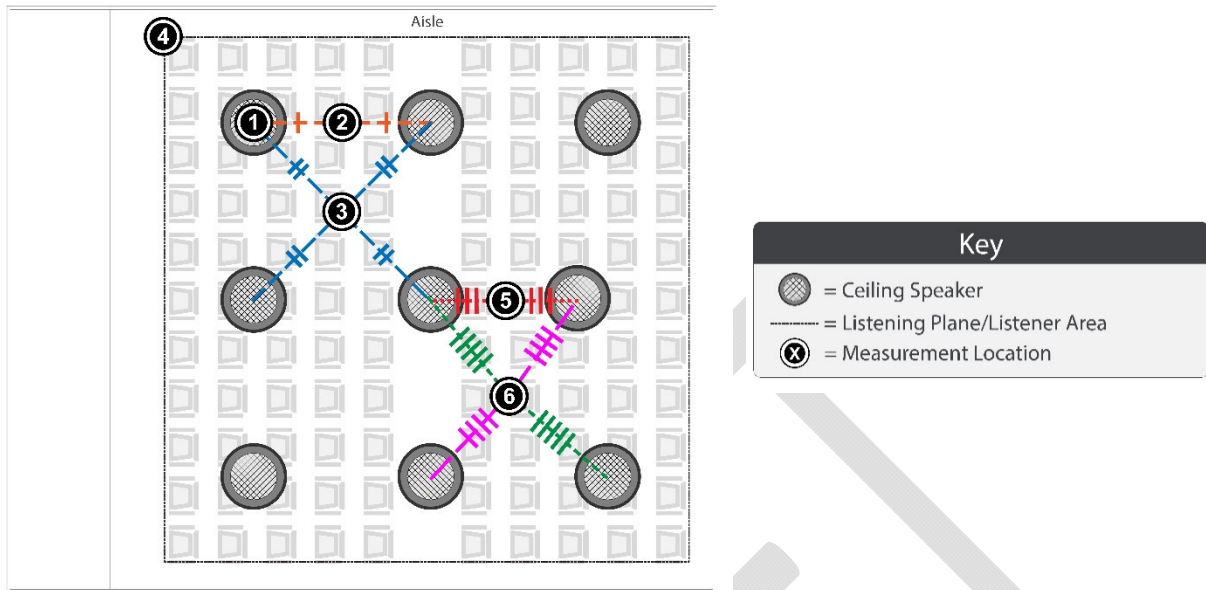 Aisle
4
1
2
3
5
6
Key
= Ceiling Speaker
= Listening Plane/Listener Area
X = Measurement Location